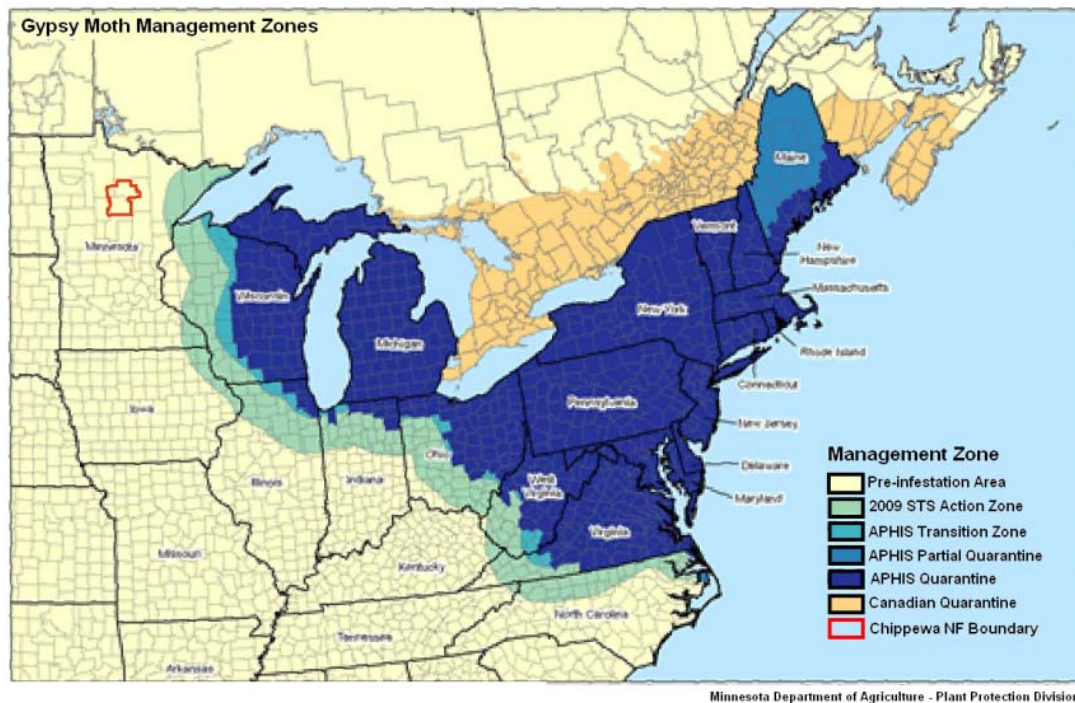 Gypsy Moth Management Zones
Maine
Minnesota
Vermont
New
Hampshire
Wisconsin
Massachusetts
New York
Michigan
Rhode Island
Connecticut
Iowa
Pennsylvania
New Jersey
Ohio
Delaware
Illinois
Indiana
West
Virginia
Maryland
Virginia
Missouri
Kentucky
North Carolina
Tennessee
Arkansas
Management Zone
Pre-infestation Area
2009 STS Action Zone
APHIS Transition Zone
APHIS Partial Quarantine
APHIS Quarantine
Canadian Quarantine
Chippewa NF Boundary
Minnesota Department of Agriculture - Plant Protection Division